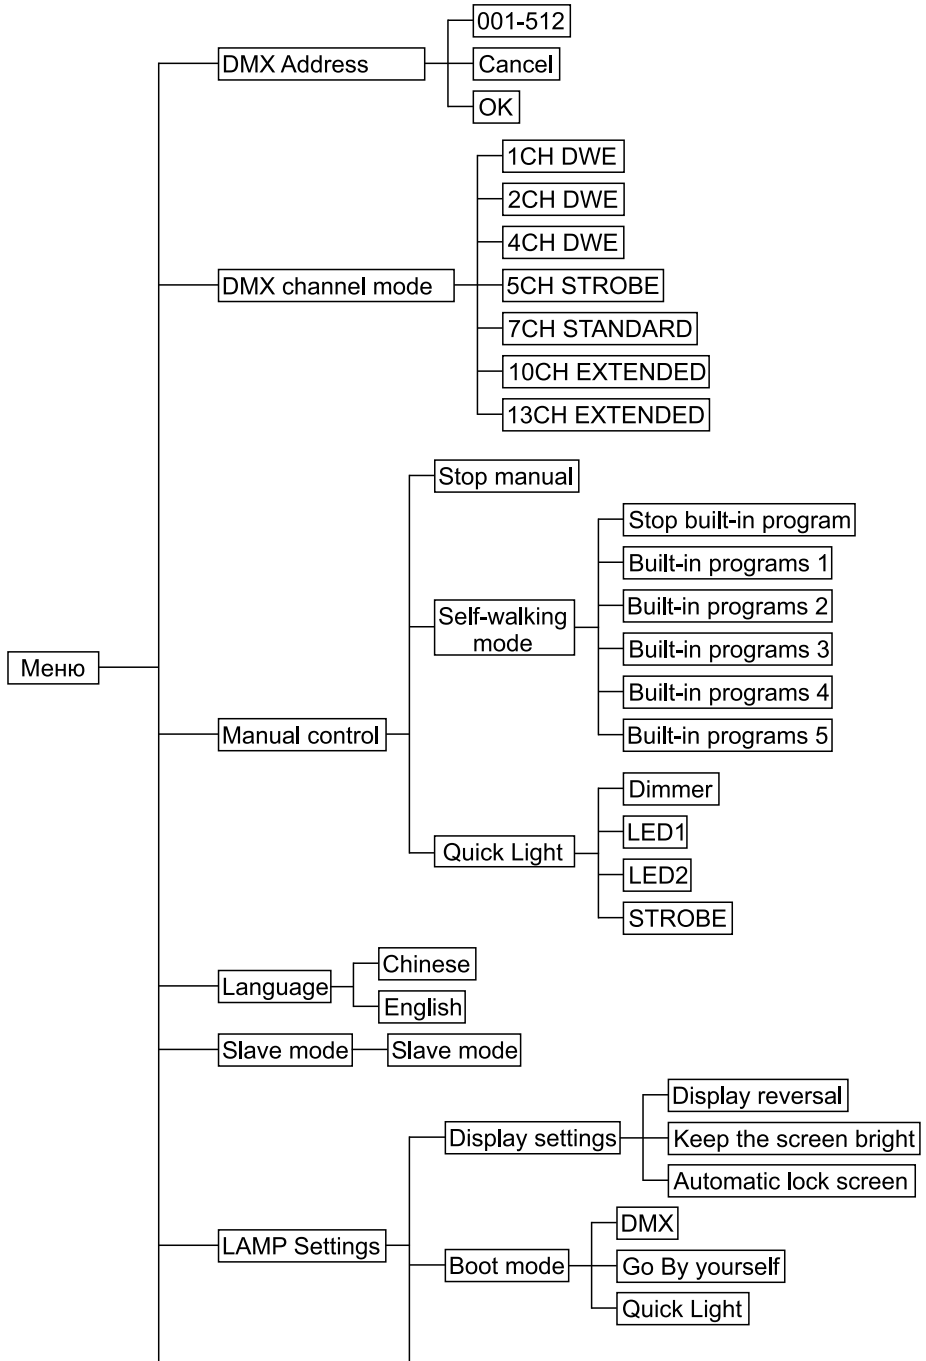 001-512
DMX Address
Cancel
OK
1CH DWE
2CH DWE
4CH DWE
DMX channel mode
5CH STROBE
7CH STANDARD
10CH EXTENDED
13CH EXTENDED
Stop manual
Stop built-in program
Built-in programs 1
Built-in programs 2
Self-walking
mode
Built-in programs 3
Меню
Built-in programs 4
Manual control
Built-in programs 5
Dimmer
LED1
Quick Light
LED2
STROBE
Chinese
Language
English
Slave mode
Slave mode
Display reversal
Display settings
Keep the screen bright
Automatic lock screen
DMX
LAMP Settings
Boot mode
Go By yourself
Quick Light